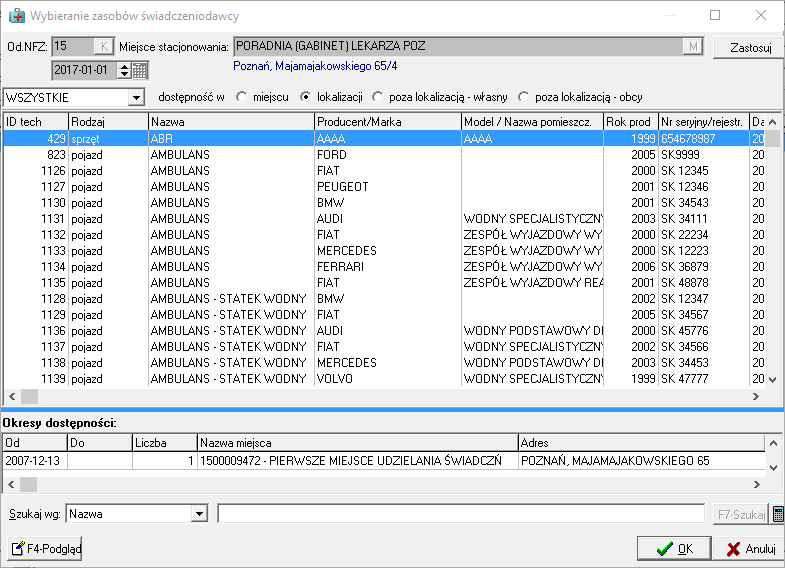 Wybieranie zasobów świadczeniodawcy
Od.NFZ: 15 K Miejsce stacjonowania: PORADNIA (GABINET) LEKARZA POZ M Zastosuj
2017-01-01 Poznań, Majamajakowskiego 65/4
WSZYSTKIE dostępność w miejscu lokalizacji poza lokalizacją - własny poza lokalizacją - obcy
ID tech Rodzaj Nazwa Producent/Marka Model / Nazwa pomieszcz. Rok prod Nr seryjny/rejestr. Da
429 sprzęt ABR AAAA AAAA 1999 654678987 20
823 pojazd AMBULANS FORD 2005 SK9999 20
1126 pojazd AMBULANS FIAT 2000 SK 12345 20
1127 pojazd AMBULANS PEUGEOT 2001 SK 12346 20
1130 pojazd AMBULANS BMW 2001 SK 34543 20
1131 pojazd AMBULANS AUDI WODNY SPECJALISTYCZNY 2003 SK 34111 20
1132 pojazd AMBULANS FIAT ZESPÓŁ WYJAZDOWY WY 2000 SK 22234 20
1133 pojazd AMBULANS MERCEDES ZESPÓŁ WYJAZDOWY WY 2000 SK 12223 20
1134 pojazd AMBULANS FERRARI ZESPÓŁ WYJAZDOWY WY 2006 SK 36879 20
1135 pojazd AMBULANS FIAT ZESPÓŁ WYJAZDOWY REA 2001 SK 48878 20
1128 pojazd AMBULANS - STATEK WODNY BMW 2002 SK 12347 20
1129 pojazd AMBULANS - STATEK WODNY FIAT 2005 SK 34567 20
1136 pojazd AMBULANS - STATEK WODNY AUDI WODNY PODSTAWOWY DI 2000 SK 45776 20
1137 pojazd AMBULANS - STATEK WODNY FIAT WODNY SPECJALISTYCZNY 2002 SK 34566 20
1138 pojazd AMBULANS - STATEK WODNY MERCEDES WODNY PODSTAWOWY DI 2003 SK 34453 20
1139 pojazd AMBULANS - STATEK WODNY VOLVO WODNY SPECJALISTYCZNY 1999 SK 47777 20
Okresy dostępności:
Od Do Liczba Nazwa miejsca Adres
2007-12-13 1 1500009472 - PIERWSZE MIEJSCE UDZIELANIA ŚWIADCZŃ POZNAŃ, MAJAMAJAKOWSKIEGO 65
Szukaj wg: Nazwa F7-Szukaj
F4-Podgląd OK Anuluj